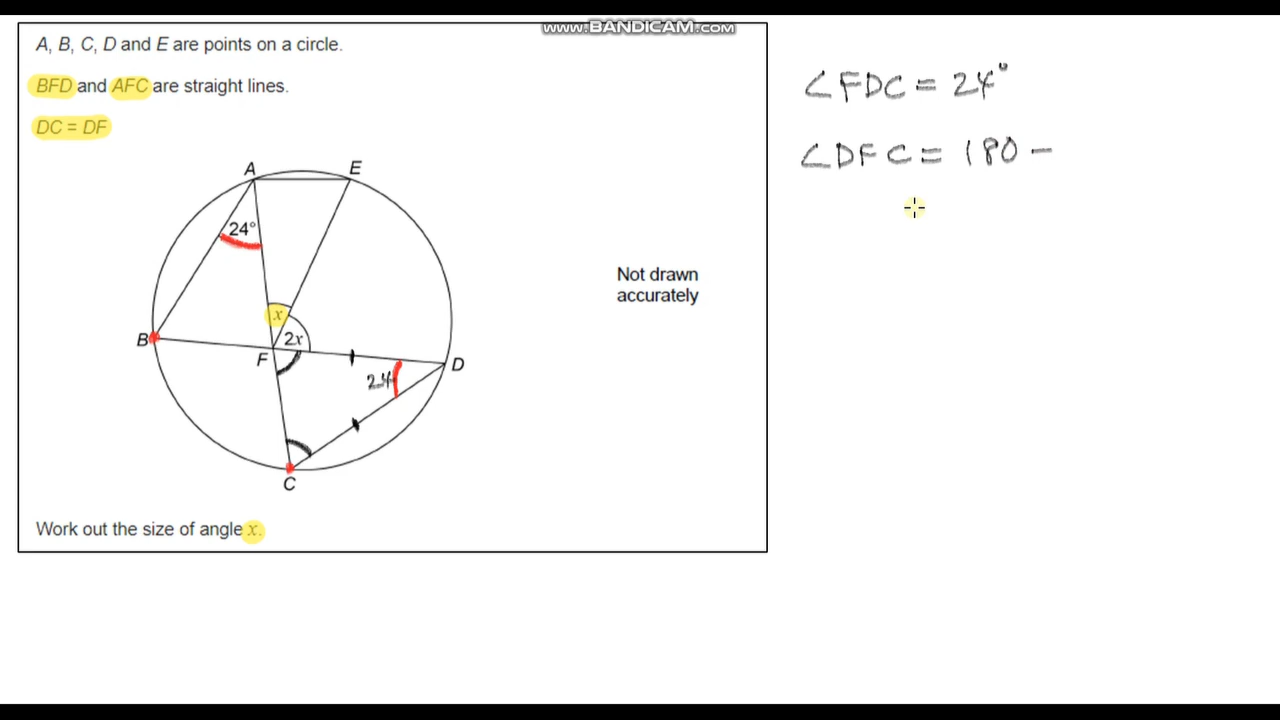 www.BANDICAM.com
A, B, C, D and E are points on a circle.
BFD and AFC are straight lines.
DC = DF
A
E
24°
x
B
2x
F
D
24
C
Not drawn
accurately
Work out the size of angle x.
∠FDC = 24°
∠DFC = 180 −